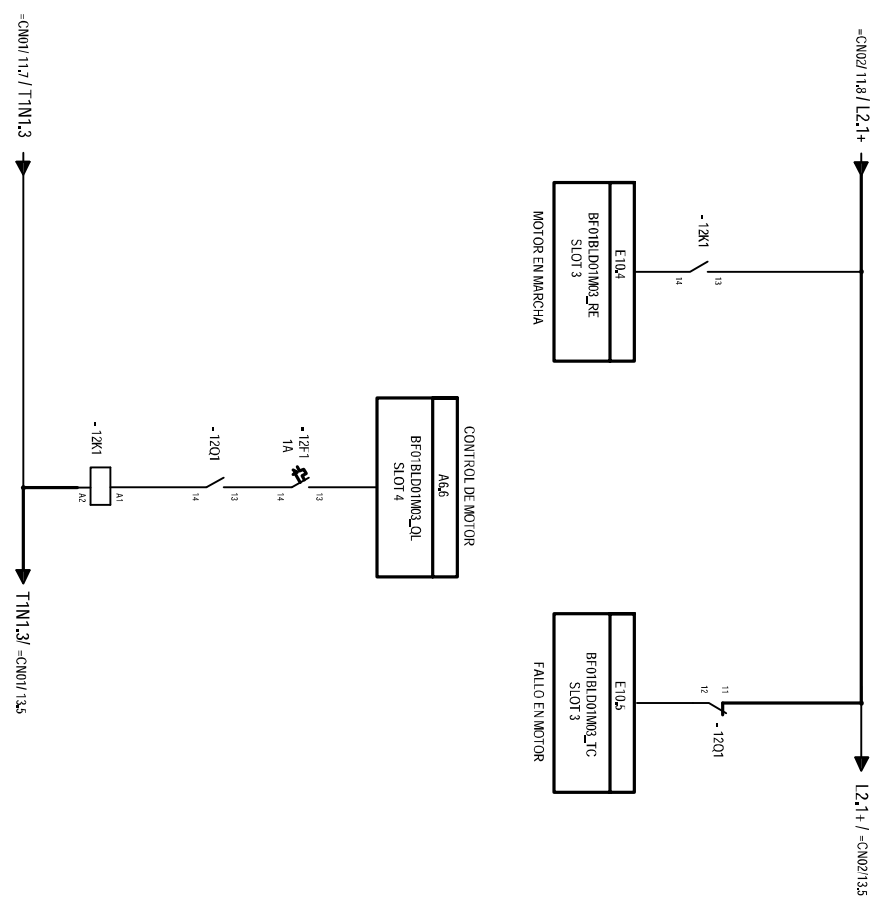 =CN02/11.8 / L2.1+
L2.1+ / =CN02/13.5
-12K1
13
14
E10.4
BF01BLD01M03_RE
SLOT 3
MOTOR EN MARCHA
11
12
-12Q1
E10.5
BF01BLD01M03_TC
SLOT 3
FALLO EN MOTOR
CONTROL DE MOTOR
A6.6
BF01BLD01M03_QL
SLOT 4
-12F1
1A
13
14
-12Q1
13
14
-12K1
A1
A2
=CN01/11.7 / T1N1.3
T1N1.3/ =CN01/13.5